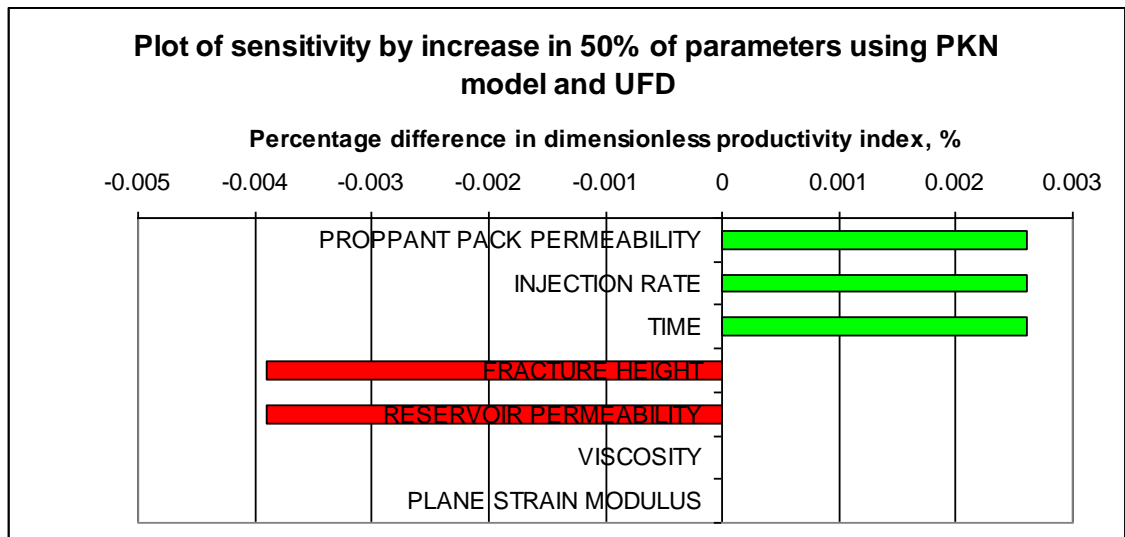 Plot of sensitivity by increase in 50% of parameters using PKN
model and UFD
Percentage difference in dimensionless productivity index, %
-0.005 -0.004 -0.003 -0.002 -0.001 0 0.001 0.002 0.003
PROPPANT PACK PERMEABILITY
INJECTION RATE
TIME
FRACTURE HEIGHT
RESERVOIR PERMEABILITY
VISCOSITY
PLANE STRAIN MODULUS